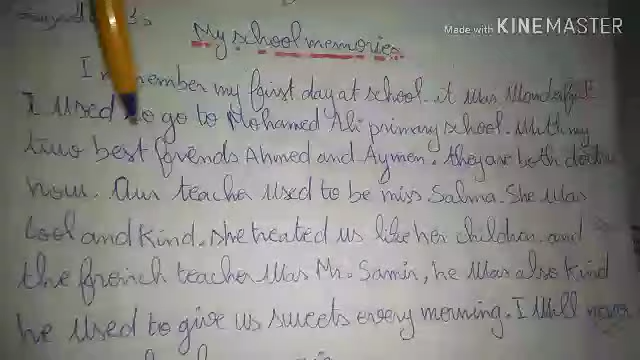 Made with KINEMASTER
My school memories
I remember my first day at school. it was wonderful
I used to go to Mohamed Ali primary school. With my
two best friends Ahmed and Aymen. they are both doctors
now. Our teacher used to be miss Salma. She was
Cool and kind. she treated us like her children. and
the french teacher was Mr. Samir, he was also kind
he used to give us sweets every morning. I will never